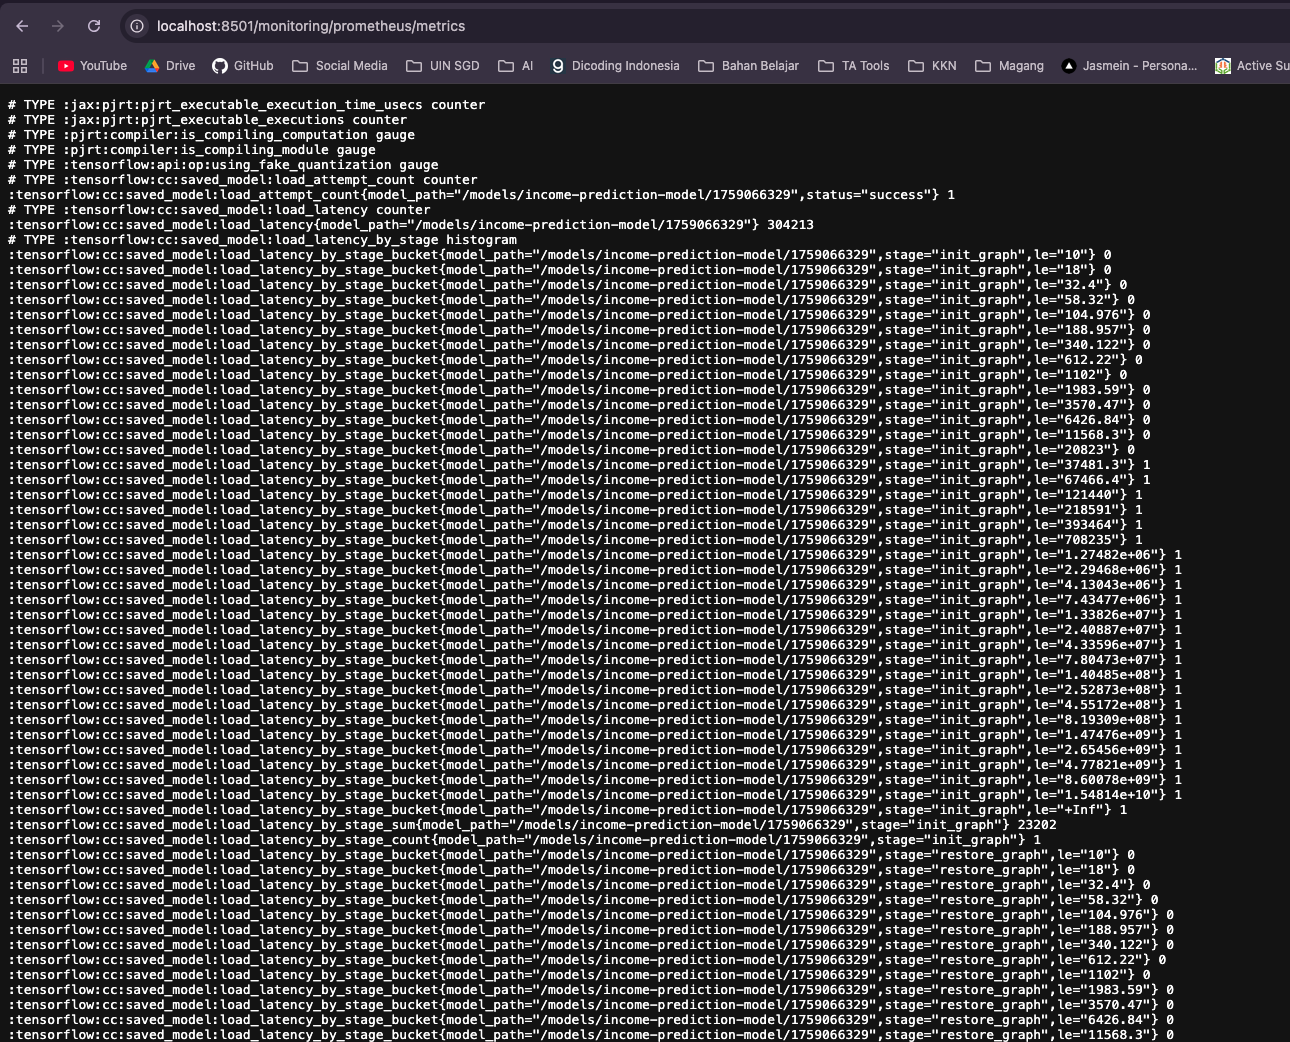 localhost:8501/monitoring/prometheus/metrics
YouTube Drive GitHub Social Media UIN SGD AI Dicoding Indonesia Bahan Belajar TA Tools KKN Magang Jasmein - Persona... Active Su
# TYPE :jax:pjrt:pjrt_executable_execution_time_usecs counter
# TYPE :jax:pjrt:pjrt_executable_executions counter
# TYPE :pjrt:compiler:is_compiling_computation gauge
# TYPE :pjrt:compiler:is_compiling_module gauge
# TYPE :tensorflow:api:op:using_fake_quantization gauge
# TYPE :tensorflow:cc:saved_model:load_attempt_count counter
:tensorflow:cc:saved_model:load_attempt_count{model_path="/models/income-prediction-model/1759066329",status="success"} 1
# TYPE :tensorflow:cc:saved_model:load_latency counter
:tensorflow:cc:saved_model:load_latency{model_path="/models/income-prediction-model/1759066329"} 304213
# TYPE :tensorflow:cc:saved_model:load_latency_by_stage histogram
:tensorflow:cc:saved_model:load_latency_by_stage_bucket{model_path="/models/income-prediction-model/1759066329",stage="init_graph",le="10"} 0
:tensorflow:cc:saved_model:load_latency_by_stage_bucket{model_path="/models/income-prediction-model/1759066329",stage="init_graph",le="18"} 0
:tensorflow:cc:saved_model:load_latency_by_stage_bucket{model_path="/models/income-prediction-model/1759066329",stage="init_graph",le="32.4"} 0
:tensorflow:cc:saved_model:load_latency_by_stage_bucket{model_path="/models/income-prediction-model/1759066329",stage="init_graph",le="58.32"} 0
:tensorflow:cc:saved_model:load_latency_by_stage_bucket{model_path="/models/income-prediction-model/1759066329",stage="init_graph",le="104.976"} 0
:tensorflow:cc:saved_model:load_latency_by_stage_bucket{model_path="/models/income-prediction-model/1759066329",stage="init_graph",le="188.957"} 0
:tensorflow:cc:saved_model:load_latency_by_stage_bucket{model_path="/models/income-prediction-model/1759066329",stage="init_graph",le="340.122"} 0
:tensorflow:cc:saved_model:load_latency_by_stage_bucket{model_path="/models/income-prediction-model/1759066329",stage="init_graph",le="612.22"} 0
:tensorflow:cc:saved_model:load_latency_by_stage_bucket{model_path="/models/income-prediction-model/1759066329",stage="init_graph",le="1102"} 0
:tensorflow:cc:saved_model:load_latency_by_stage_bucket{model_path="/models/income-prediction-model/1759066329",stage="init_graph",le="1983.59"} 0
:tensorflow:cc:saved_model:load_latency_by_stage_bucket{model_path="/models/income-prediction-model/1759066329",stage="init_graph",le="3570.47"} 0
:tensorflow:cc:saved_model:load_latency_by_stage_bucket{model_path="/models/income-prediction-model/1759066329",stage="init_graph",le="6426.84"} 0
:tensorflow:cc:saved_model:load_latency_by_stage_bucket{model_path="/models/income-prediction-model/1759066329",stage="init_graph",le="11568.3"} 0
:tensorflow:cc:saved_model:load_latency_by_stage_bucket{model_path="/models/income-prediction-model/1759066329",stage="init_graph",le="20823"} 0
:tensorflow:cc:saved_model:load_latency_by_stage_bucket{model_path="/models/income-prediction-model/1759066329",stage="init_graph",le="37481.3"} 1
:tensorflow:cc:saved_model:load_latency_by_stage_bucket{model_path="/models/income-prediction-model/1759066329",stage="init_graph",le="67466.4"} 1
:tensorflow:cc:saved_model:load_latency_by_stage_bucket{model_path="/models/income-prediction-model/1759066329",stage="init_graph",le="121440"} 1
:tensorflow:cc:saved_model:load_latency_by_stage_bucket{model_path="/models/income-prediction-model/1759066329",stage="init_graph",le="218591"} 1
:tensorflow:cc:saved_model:load_latency_by_stage_bucket{model_path="/models/income-prediction-model/1759066329",stage="init_graph",le="393464"} 1
:tensorflow:cc:saved_model:load_latency_by_stage_bucket{model_path="/models/income-prediction-model/1759066329",stage="init_graph",le="708235"} 1
:tensorflow:cc:saved_model:load_latency_by_stage_bucket{model_path="/models/income-prediction-model/1759066329",stage="init_graph",le="1.27482e+06"} 1
:tensorflow:cc:saved_model:load_latency_by_stage_bucket{model_path="/models/income-prediction-model/1759066329",stage="init_graph",le="2.29468e+06"} 1
:tensorflow:cc:saved_model:load_latency_by_stage_bucket{model_path="/models/income-prediction-model/1759066329",stage="init_graph",le="4.13043e+06"} 1
:tensorflow:cc:saved_model:load_latency_by_stage_bucket{model_path="/models/income-prediction-model/1759066329",stage="init_graph",le="7.43477e+06"} 1
:tensorflow:cc:saved_model:load_latency_by_stage_bucket{model_path="/models/income-prediction-model/1759066329",stage="init_graph",le="1.33826e+07"} 1
:tensorflow:cc:saved_model:load_latency_by_stage_bucket{model_path="/models/income-prediction-model/1759066329",stage="init_graph",le="2.40887e+07"} 1
:tensorflow:cc:saved_model:load_latency_by_stage_bucket{model_path="/models/income-prediction-model/1759066329",stage="init_graph",le="4.33596e+07"} 1
:tensorflow:cc:saved_model:load_latency_by_stage_bucket{model_path="/models/income-prediction-model/1759066329",stage="init_graph",le="7.80473e+07"} 1
:tensorflow:cc:saved_model:load_latency_by_stage_bucket{model_path="/models/income-prediction-model/1759066329",stage="init_graph",le="1.40485e+08"} 1
:tensorflow:cc:saved_model:load_latency_by_stage_bucket{model_path="/models/income-prediction-model/1759066329",stage="init_graph",le="2.52873e+08"} 1
:tensorflow:cc:saved_model:load_latency_by_stage_bucket{model_path="/models/income-prediction-model/1759066329",stage="init_graph",le="4.55172e+08"} 1
:tensorflow:cc:saved_model:load_latency_by_stage_bucket{model_path="/models/income-prediction-model/1759066329",stage="init_graph",le="8.19309e+08"} 1
:tensorflow:cc:saved_model:load_latency_by_stage_bucket{model_path="/models/income-prediction-model/1759066329",stage="init_graph",le="1.47476e+09"} 1
:tensorflow:cc:saved_model:load_latency_by_stage_bucket{model_path="/models/income-prediction-model/1759066329",stage="init_graph",le="2.65456e+09"} 1
:tensorflow:cc:saved_model:load_latency_by_stage_bucket{model_path="/models/income-prediction-model/1759066329",stage="init_graph",le="4.77821e+09"} 1
:tensorflow:cc:saved_model:load_latency_by_stage_bucket{model_path="/models/income-prediction-model/1759066329",stage="init_graph",le="8.60078e+09"} 1
:tensorflow:cc:saved_model:load_latency_by_stage_bucket{model_path="/models/income-prediction-model/1759066329",stage="init_graph",le="1.54814e+10"} 1
:tensorflow:cc:saved_model:load_latency_by_stage_bucket{model_path="/models/income-prediction-model/1759066329",stage="init_graph",le="+Inf"} 1
:tensorflow:cc:saved_model:load_latency_by_stage_sum{model_path="/models/income-prediction-model/1759066329",stage="init_graph"} 23202
:tensorflow:cc:saved_model:load_latency_by_stage_count{model_path="/models/income-prediction-model/1759066329",stage="init_graph"} 1
:tensorflow:cc:saved_model:load_latency_by_stage_bucket{model_path="/models/income-prediction-model/1759066329",stage="restore_graph",le="10"} 0
:tensorflow:cc:saved_model:load_latency_by_stage_bucket{model_path="/models/income-prediction-model/1759066329",stage="restore_graph",le="18"} 0
:tensorflow:cc:saved_model:load_latency_by_stage_bucket{model_path="/models/income-prediction-model/1759066329",stage="restore_graph",le="32.4"} 0
:tensorflow:cc:saved_model:load_latency_by_stage_bucket{model_path="/models/income-prediction-model/1759066329",stage="restore_graph",le="58.32"} 0
:tensorflow:cc:saved_model:load_latency_by_stage_bucket{model_path="/models/income-prediction-model/1759066329",stage="restore_graph",le="104.976"} 0
:tensorflow:cc:saved_model:load_latency_by_stage_bucket{model_path="/models/income-prediction-model/1759066329",stage="restore_graph",le="188.957"} 0
:tensorflow:cc:saved_model:load_latency_by_stage_bucket{model_path="/models/income-prediction-model/1759066329",stage="restore_graph",le="340.122"} 0
:tensorflow:cc:saved_model:load_latency_by_stage_bucket{model_path="/models/income-prediction-model/1759066329",stage="restore_graph",le="612.22"} 0
:tensorflow:cc:saved_model:load_latency_by_stage_bucket{model_path="/models/income-prediction-model/1759066329",stage="restore_graph",le="1102"} 0
:tensorflow:cc:saved_model:load_latency_by_stage_bucket{model_path="/models/income-prediction-model/1759066329",stage="restore_graph",le="1983.59"} 0
:tensorflow:cc:saved_model:load_latency_by_stage_bucket{model_path="/models/income-prediction-model/1759066329",stage="restore_graph",le="3570.47"} 0
:tensorflow:cc:saved_model:load_latency_by_stage_bucket{model_path="/models/income-prediction-model/1759066329",stage="restore_graph",le="6426.84"} 0
:tensorflow:cc:saved_model:load_latency_by_stage_bucket{model_path="/models/income-prediction-model/1759066329",stage="restore_graph",le="11568.3"} 0